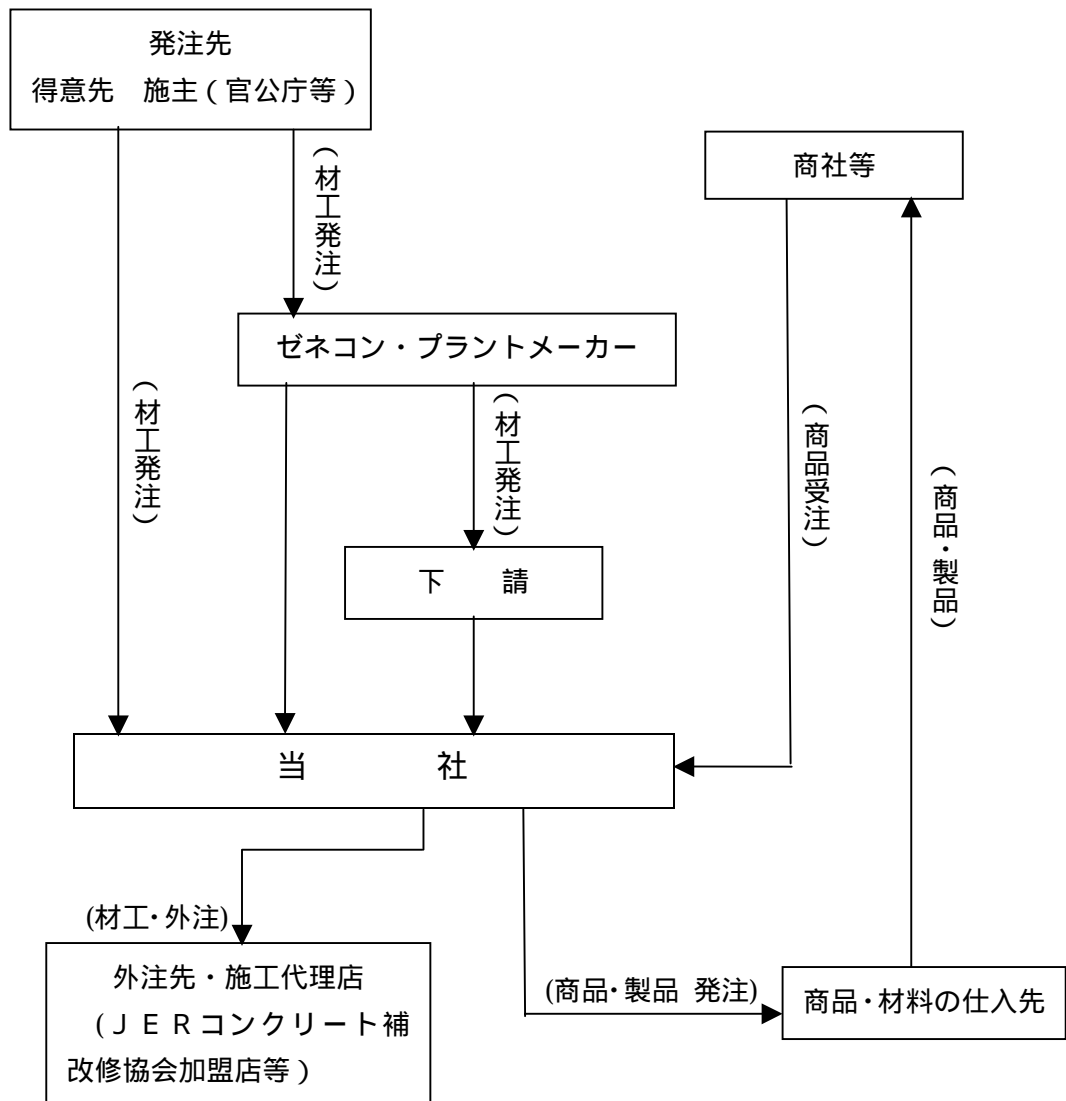 発注先
得意先　施主（官公庁等）
（材工発注）
商社等
ゼネコン・プラントメーカー
（材工発注）
（材工発注）
（商品受注）
（商品・製品）
下　　請
当　　　　社
(材工・外注)
外注先・施工代理店
（ＪＥＲコンクリート補
改修協会加盟店等）
(商品・製品 発注)
商品・材料の仕入先